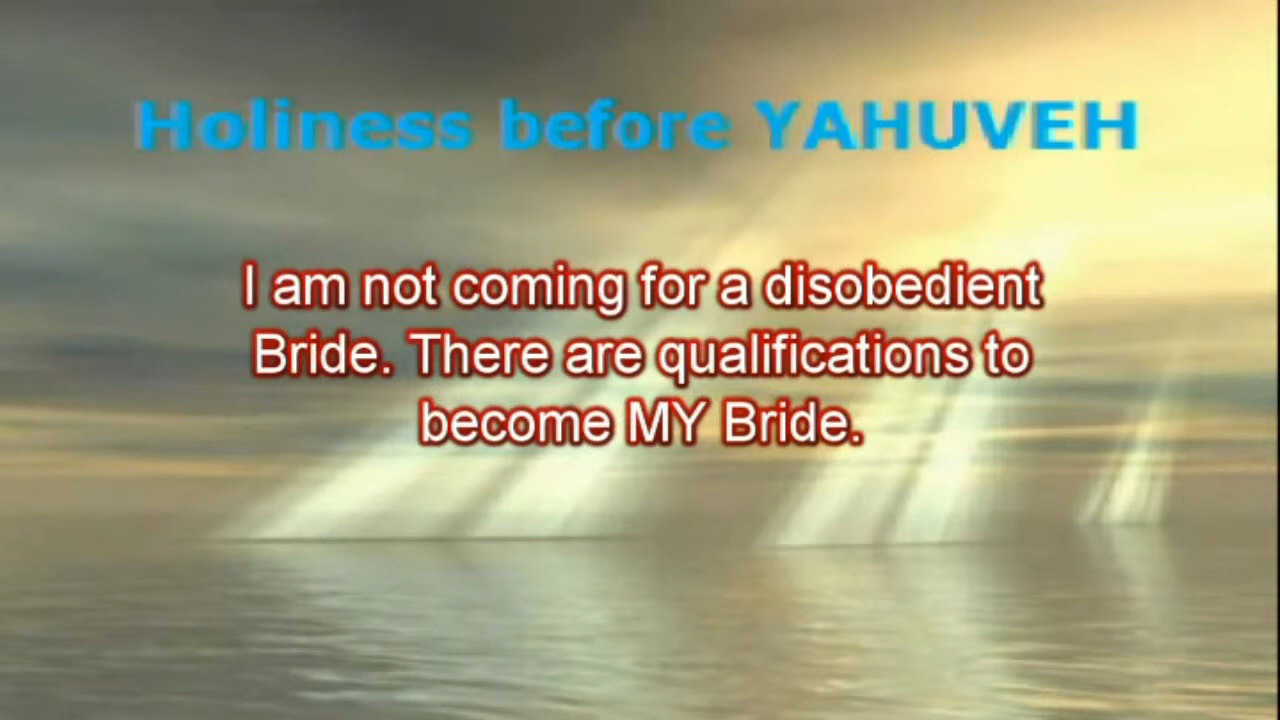 Holiness before YAHUVEH
I am not coming for a disobedient
Bride. There are qualifications to
become MY Bride.